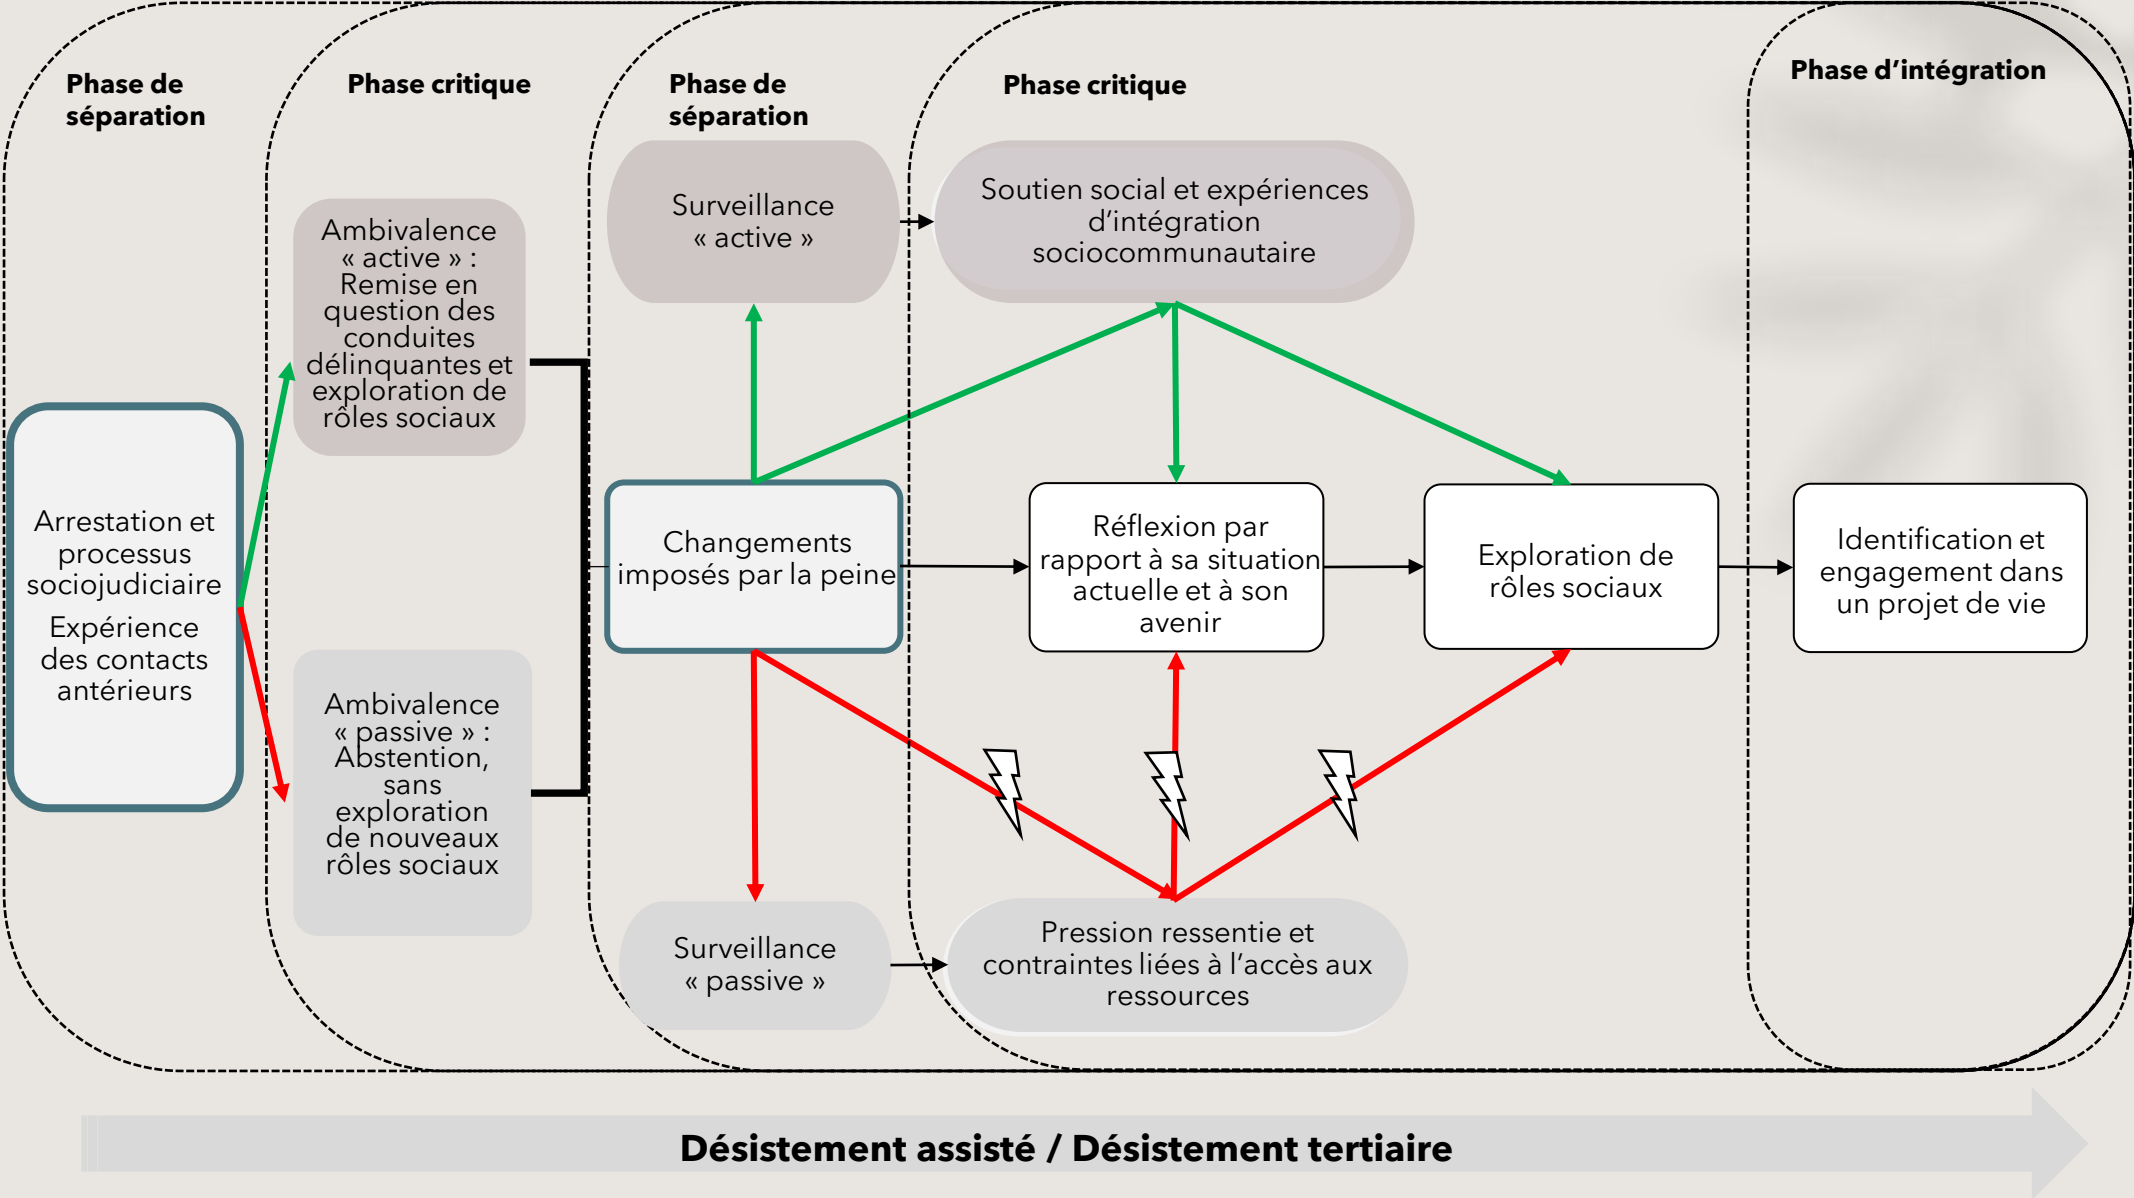 Phase de
séparation
Phase critique
Phase de
séparation
Phase critique
Phase d’intégration
Arrestation et
processus
sociojudiciaire
Expérience
des contacts
antérieurs
Ambivalence
« active » :
Remise en
question des
conduites
délinquantes et
exploration de
rôles sociaux
Ambivalence
« passive » :
Abstention,
sans
exploration
de nouveaux
rôles sociaux
Surveillance
« active »
Changements
imposés par la peine
Surveillance
« passive »
Soutien social et expériences
d’intégration
sociocommunautaire
Réflexion par
rapport à sa situation
actuelle et à son
avenir
Pression ressentie et
contraintes liées à l’accès aux
ressources
Exploration de
rôles sociaux
Identification et
engagement dans
un projet de vie
Désistement assisté / Désistement tertiaire